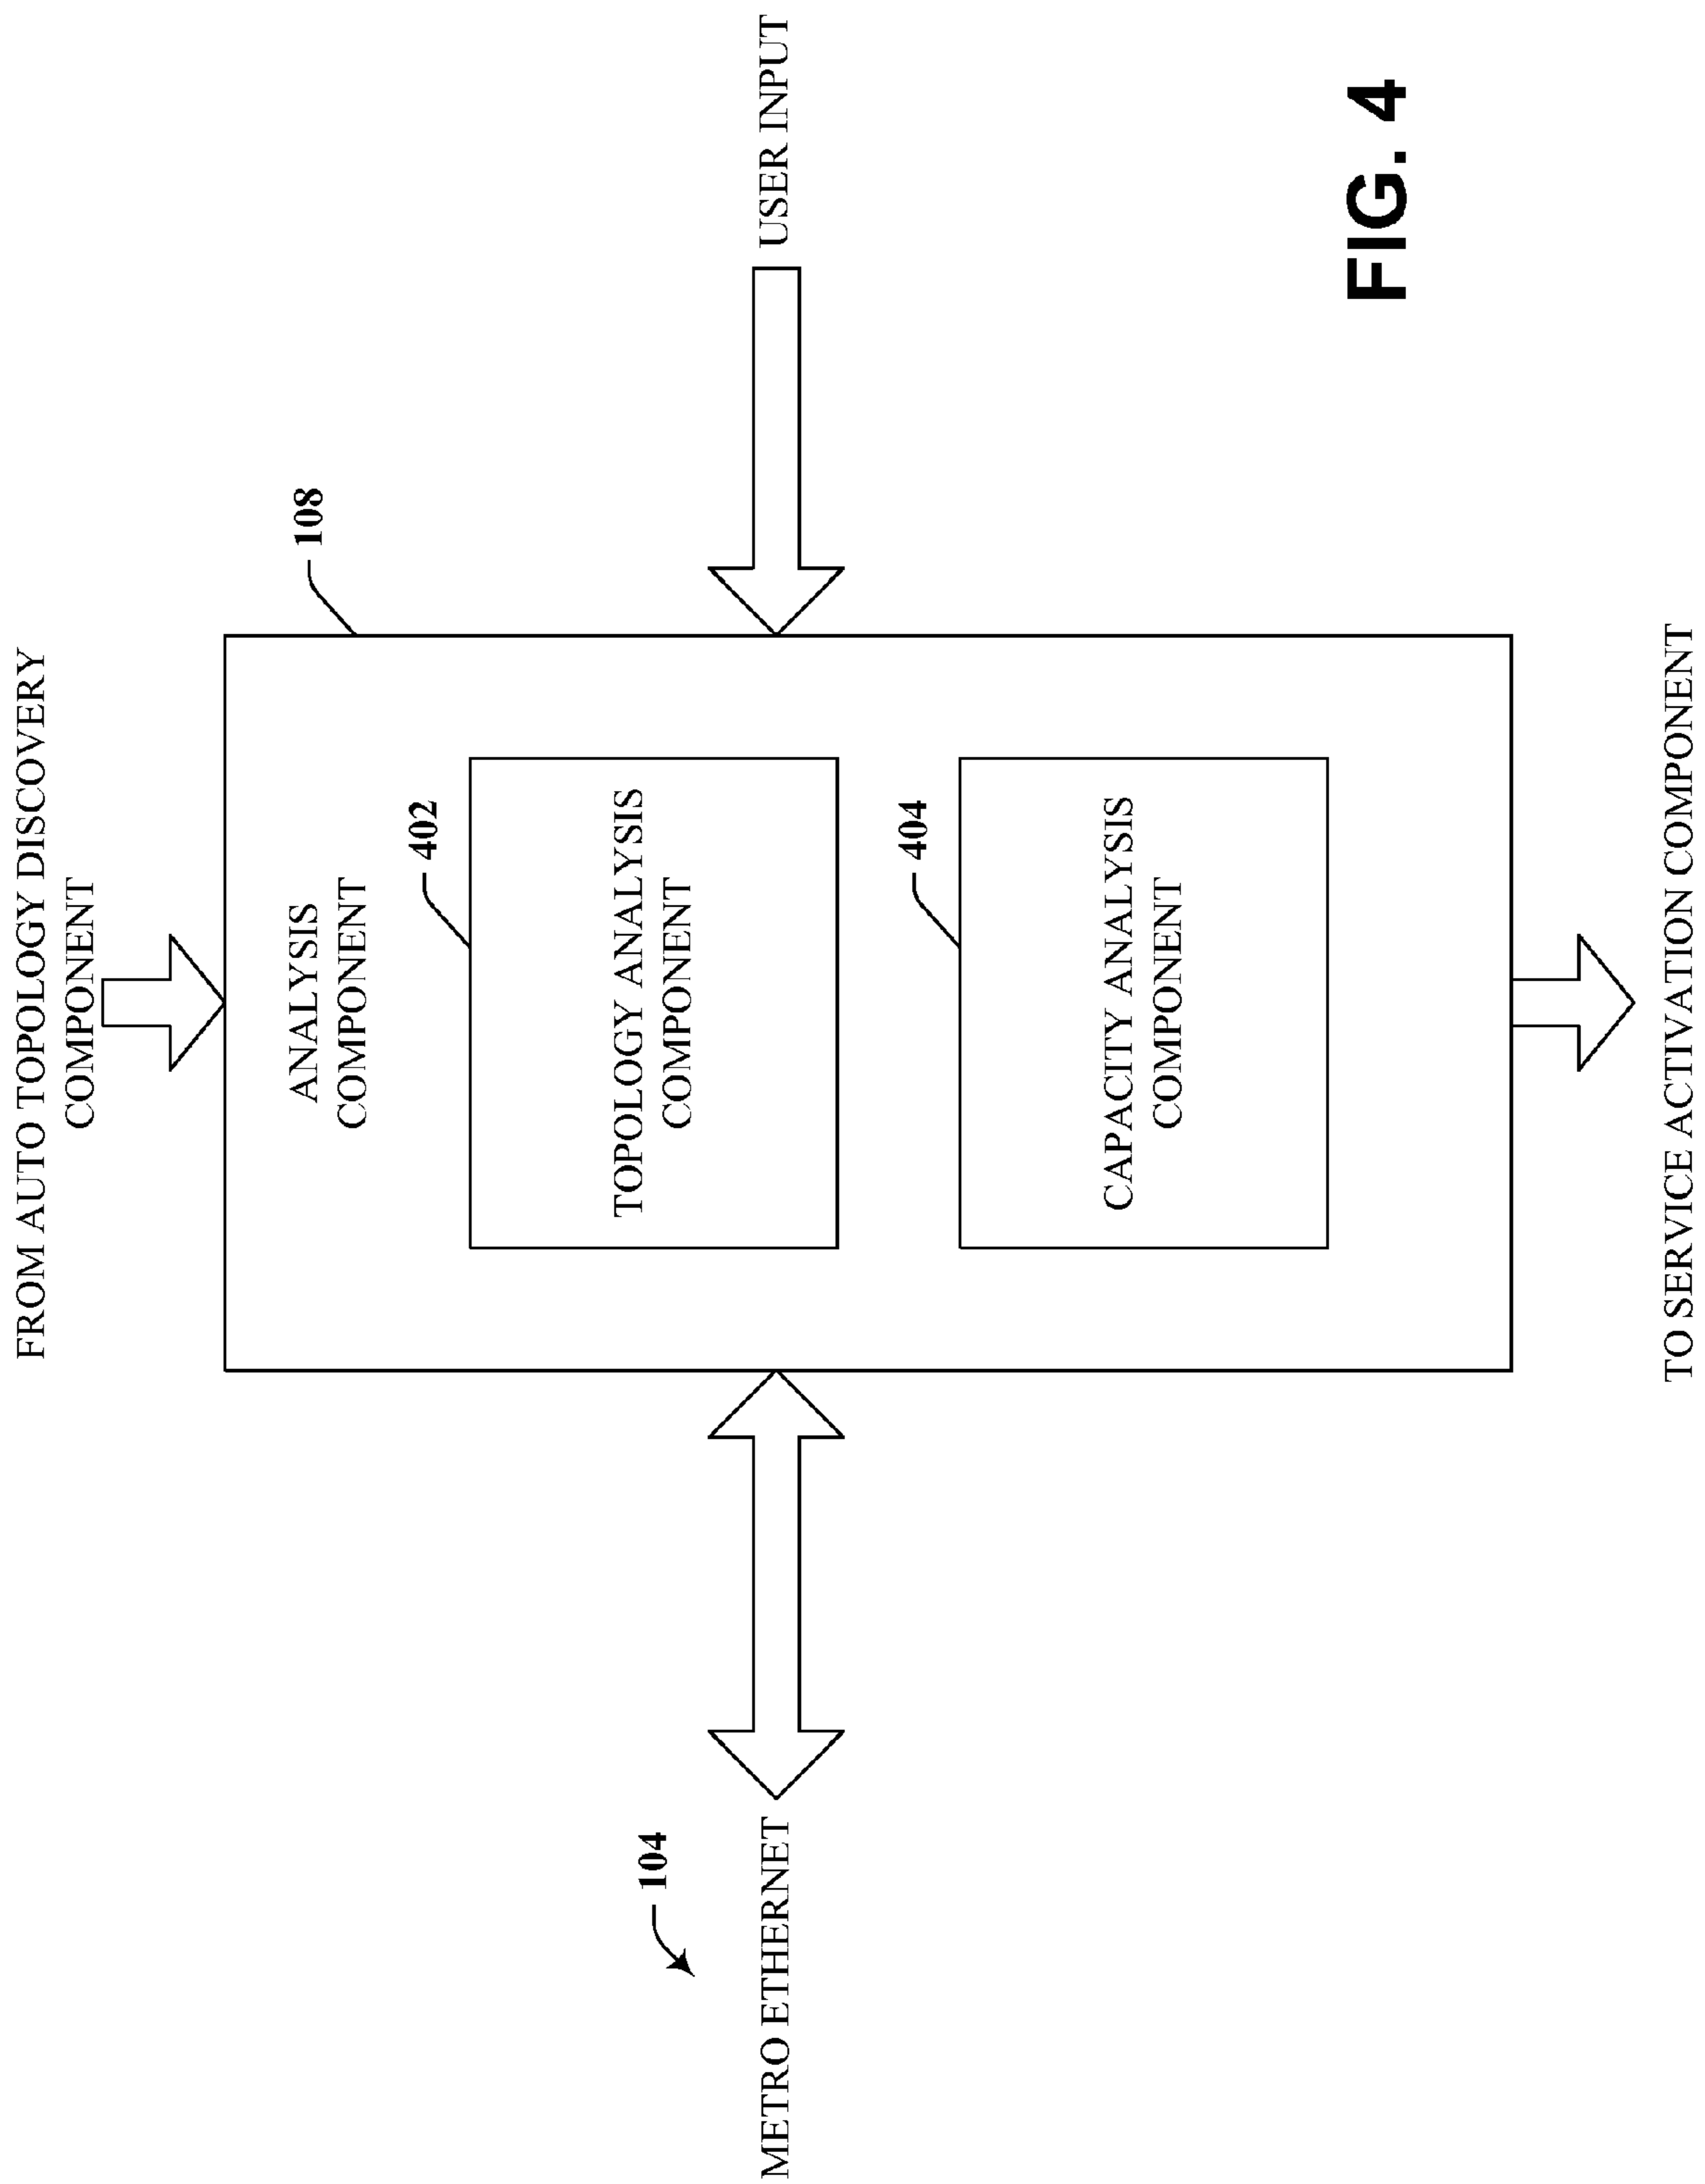 FROM AUTO TOPOLOGY DISCOVERY
COMPONENT
108
ANALYSIS
COMPONENT
402
TOPOLOGY ANALYSIS
COMPONENT
104
METRO ETHERNET
USER INPUT
404
CAPACITY ANALYSIS
COMPONENT
TO SERVICE ACTIVATION COMPONENT
FIG. 4